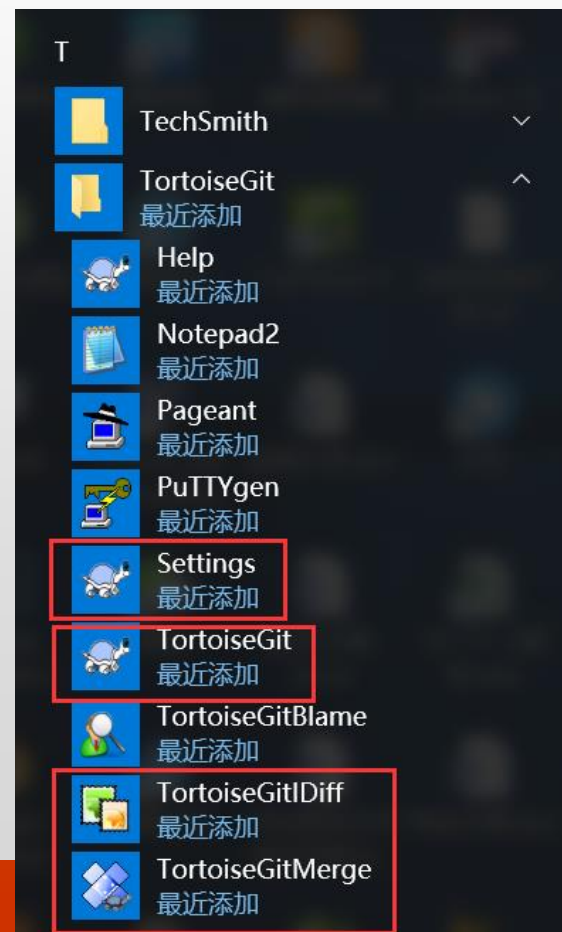 T
TechSmith
TortoiseGit
最近添加
Help
最近添加
Notepad2
最近添加
Pageant
最近添加
PuTTYgen
最近添加
Settings
最近添加
TortoiseGit
最近添加
TortoiseGitBlame
最近添加
TortoiseGitIDiff
最近添加
TortoiseGitMerge
最近添加